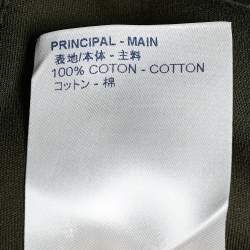 PRINCIPAL - MAIN
表地/本体 - 主料
100% COTON - COTTON
コットン - 棉